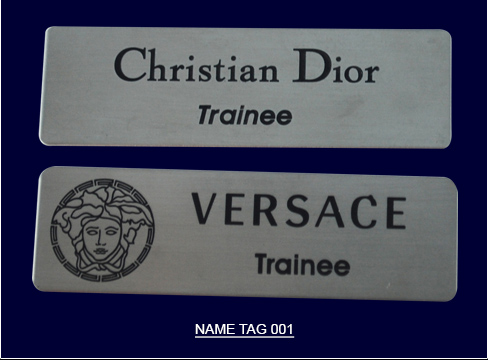 Christian Dior
Trainee
VERSACE
Trainee
NAME TAG 001